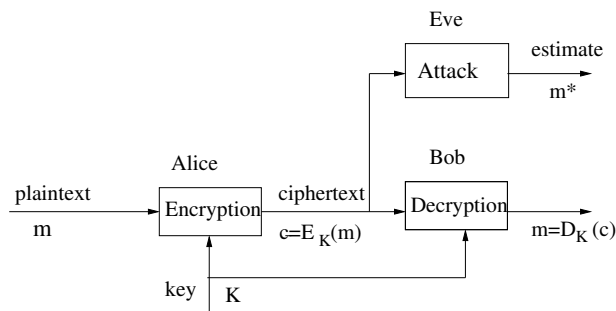 Eve
Attack
estimate
m*
Alice
Bob
plaintext
m
Encryption
ciphertext
c=E_K(m)
Decryption
m=D_K(c)
key
K